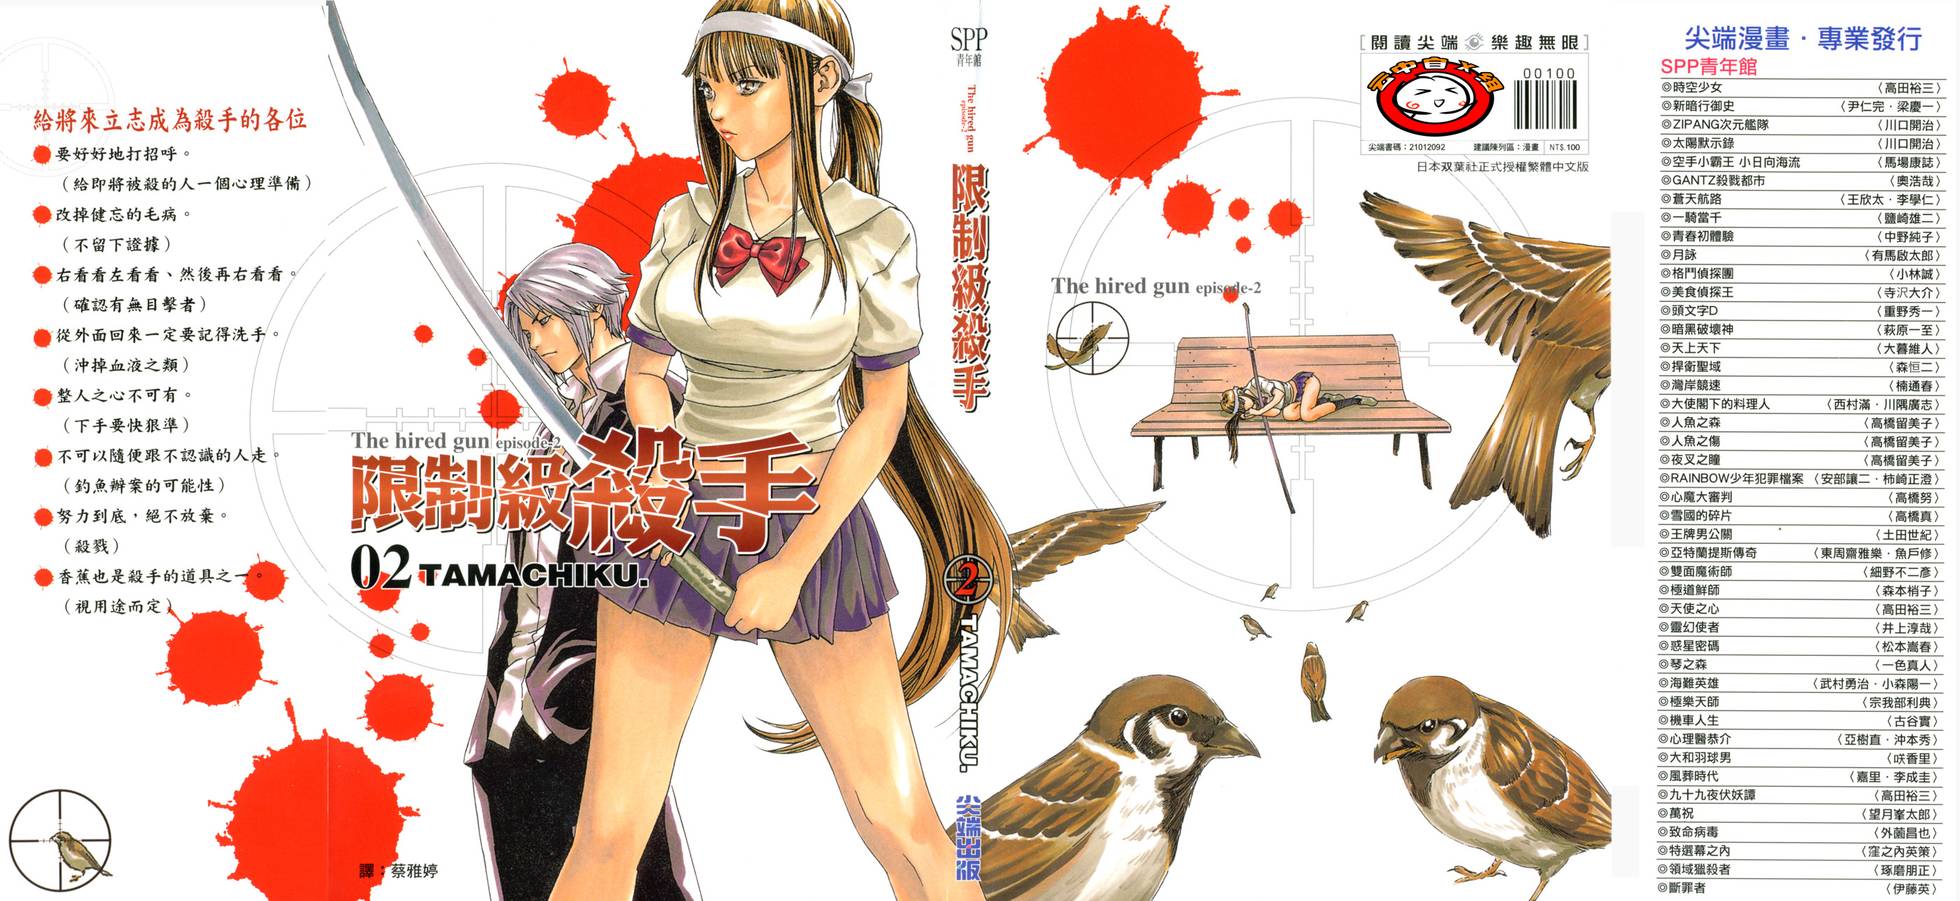 給將來立志成為殺手的各位
要好好地打招呼。
（給即將被殺的人一個心理準備）
改掉健忘的毛病。
（不留下證據）
右看看左看看、然後再右看看。
（確認有無目擊者）
從外面回來一定要記得洗手。
（沖掉血液之類）
整人之心不可有。
（下手要快狠準）
不可以隨便跟不認識的人走。
（釣魚辦案的可能性）
努力到底，絕不放棄。
（殺戮）
香蕉也是殺手的道具之一。
（視用途而定）
The hired gun episode-2
限制級殺手
02 TAMACHIKU.
譯：蔡雅婷
SPP
青年館
The hired gun
episode-2
限制級殺手
2
TAMACHIKU.
尖端出版
[閱讀尖端 樂趣無限]
云中盲乂組
00100
尖端書碼：21012092 建議陳列區：漫畫 NT$.100
日本双葉社正式授權繁體中文版
The hired gun episode-2
尖端漫畫．專業發行
SPP青年館
◎時空少女 〈高田裕三〉
◎新暗行御史 〈尹仁完．梁慶一〉
◎ZIPANG次元艦隊 〈川口開治〉
◎太陽默示錄 〈川口開治〉
◎空手小霸王 小日向海流 〈馬場康誌〉
◎GANTZ殺戮都市 〈奧浩哉〉
◎蒼天航路 〈王欣太．李學仁〉
◎一騎當千 〈鹽崎雄二〉
◎青春初體驗 〈中野純子〉
◎月詠 〈有馬啟太郎〉
◎格鬥偵探團 〈小林誠〉
◎美食偵探王 〈寺沢大介〉
◎頭文字D 〈重野秀一〉
◎暗黑破壞神 〈萩原一至〉
◎天上天下 〈大暮維人〉
◎捍衛聖域 〈森恒二〉
◎灣岸競速 〈楠通春〉
◎大使閣下的料理人 〈西村滿．川隅廣志〉
◎人魚之森 〈高橋留美子〉
◎人魚之傷 〈高橋留美子〉
◎夜叉之瞳 〈高橋留美子〉
◎RAINBOW少年犯罪檔案 〈安部讓二．柿崎正澄〉
◎心魔大審判 〈高橋努〉
◎雪國的碎片 〈高橋真〉
◎王牌男公關 〈土田世紀〉
◎亞特蘭提斯傳奇 〈東周齋雅樂．魚戶修〉
◎雙面魔術師 〈細野不二彥〉
◎極道鮮師 〈森本梢子〉
◎天使之心 〈高田裕三〉
◎靈幻使者 〈井上淳哉〉
◎惑星密碼 〈松本嵩春〉
◎琴之森 〈一色真人〉
◎海難英雄 〈武村勇治．小森陽一〉
◎極樂天師 〈宗我部利典〉
◎機車人生 〈古谷實〉
◎心理醫恭介 〈亞樹直．沖本秀〉
◎大和羽球男 〈咲香里〉
◎風葬時代 〈嘉里．李成圭〉
◎九十九夜伏妖譚 〈高田裕三〉
◎萬祝 〈望月峯太郎〉
◎致命病毒 〈外薗昌也〉
◎特選幕之內 〈窪之內英策〉
◎領域獵殺者 〈琢磨朋正〉
◎斷罪者 〈伊藤英〉